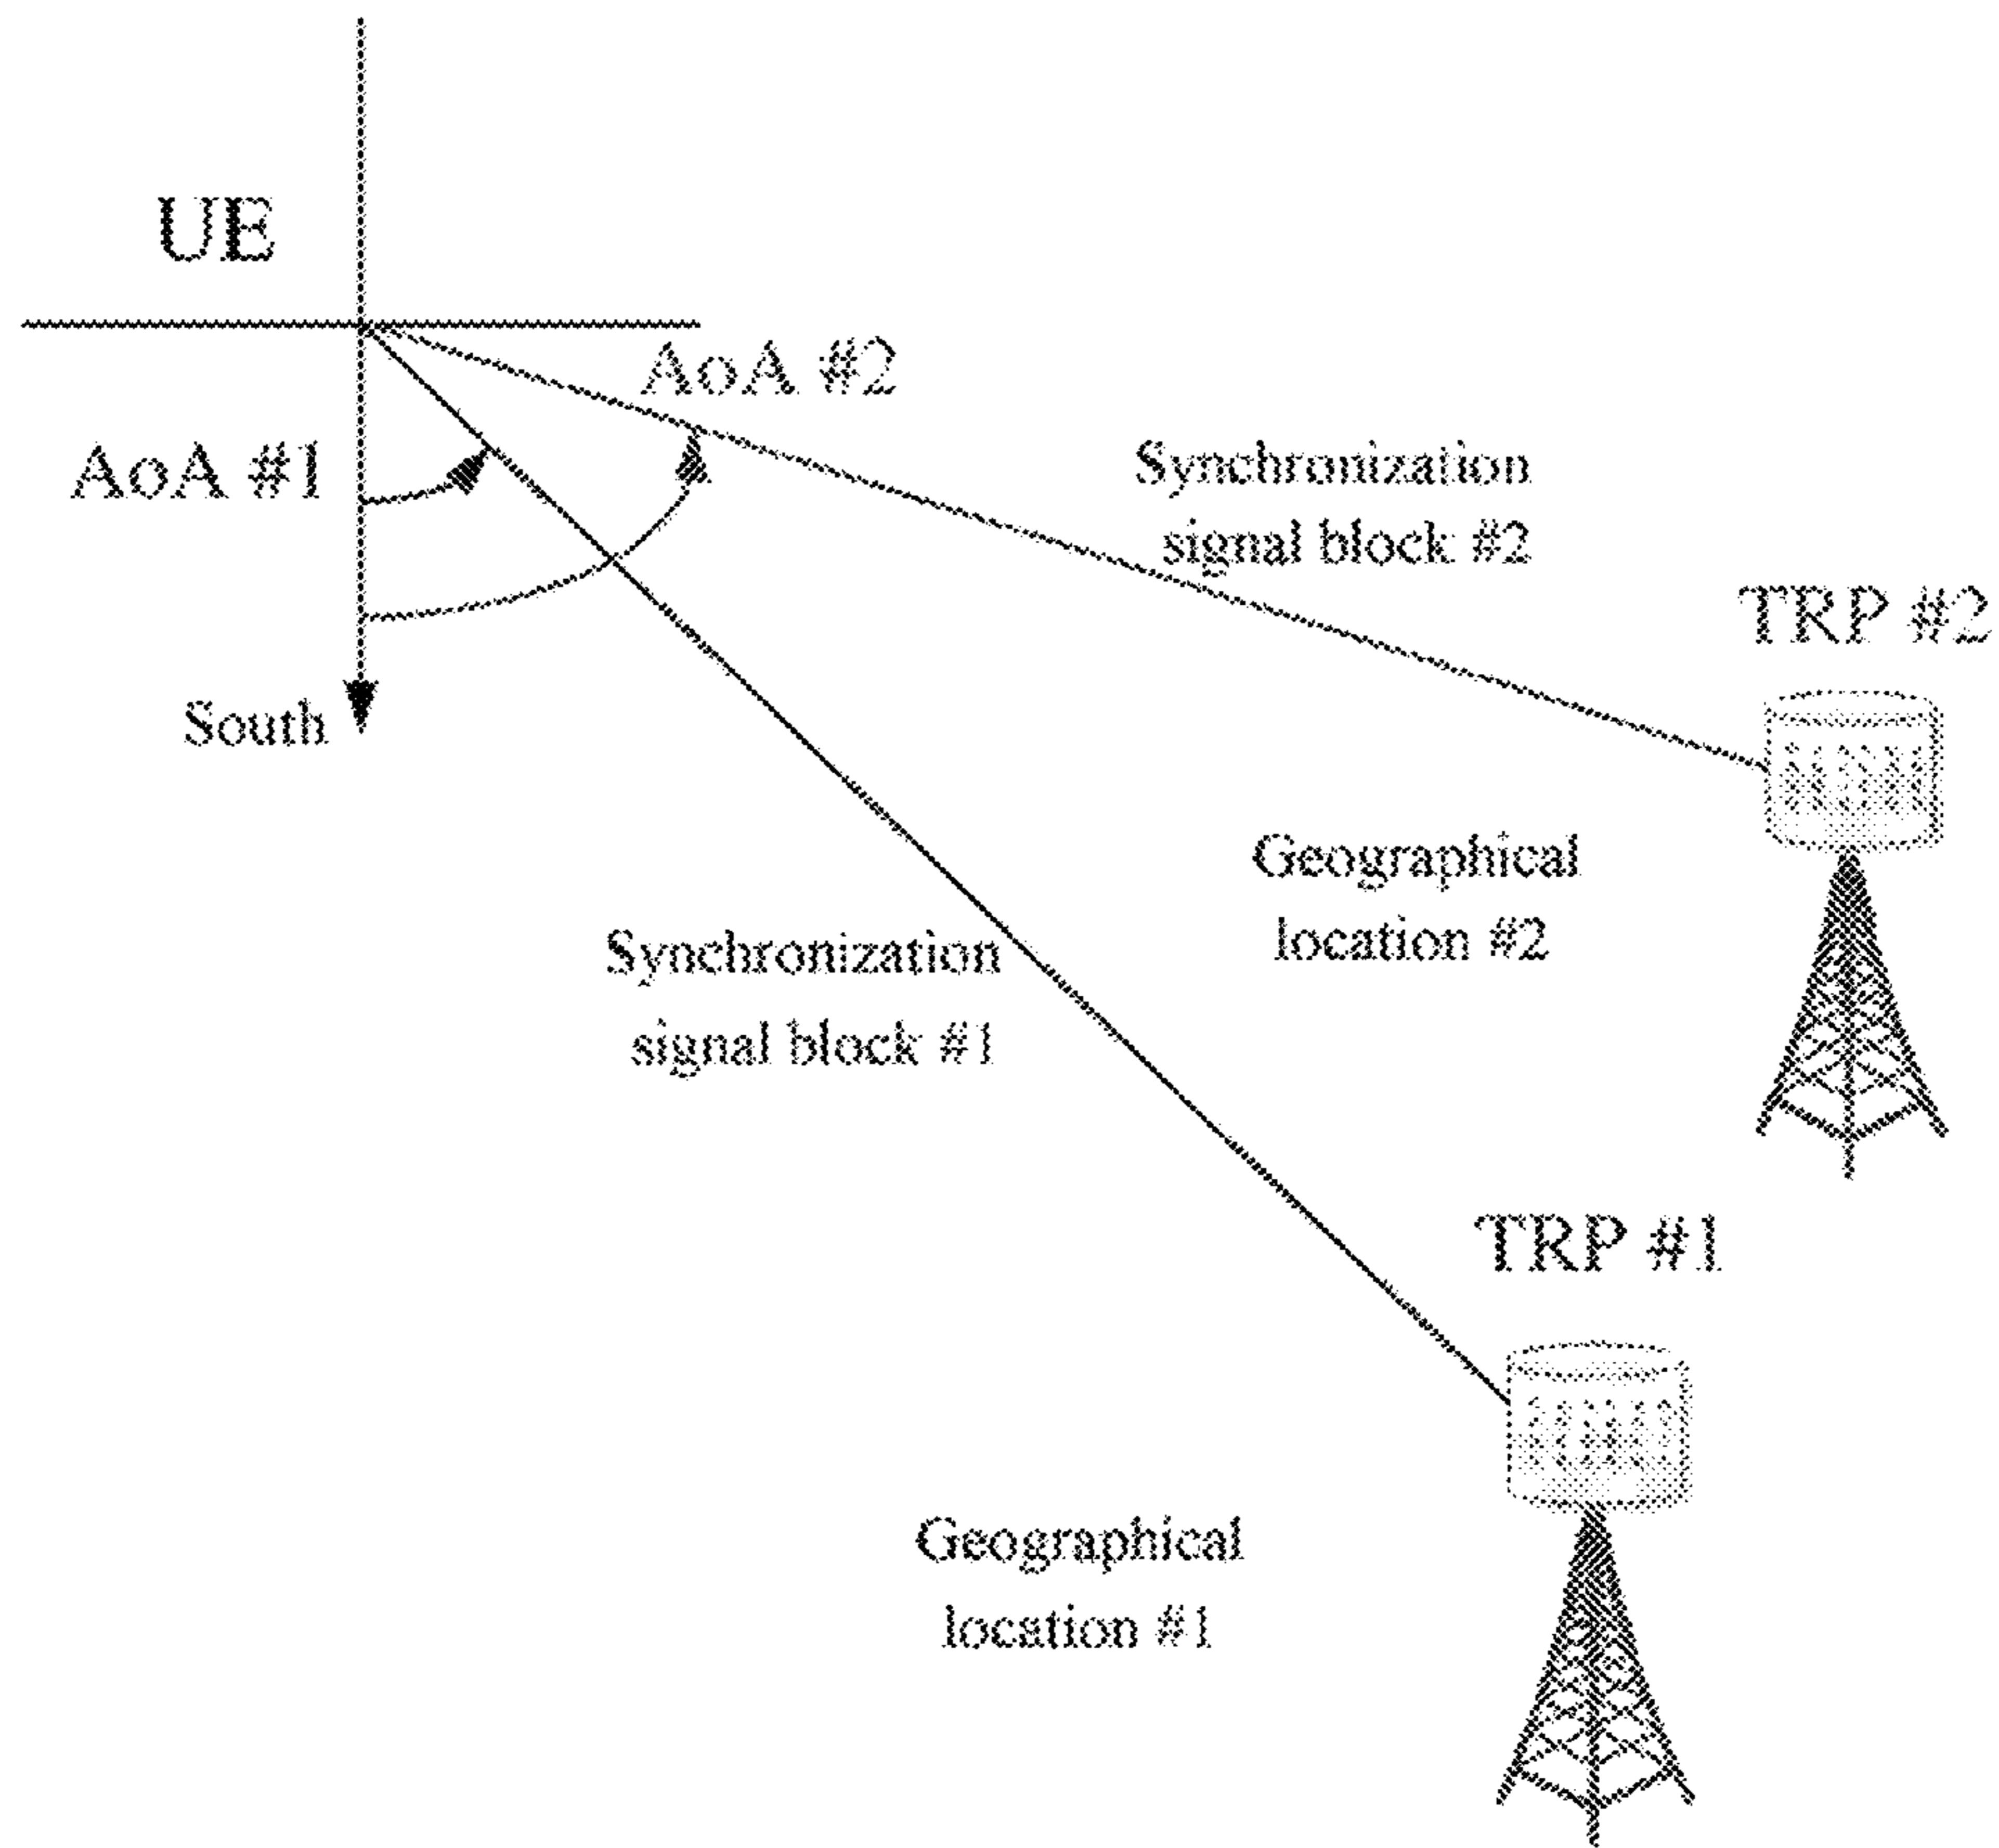 UE
AoA #2
AoA #1
Synchronization
signal block #2
TRP #2
South
Geographical
location #2
Synchronization
signal block #1
TRP #1
Geographical
location #1